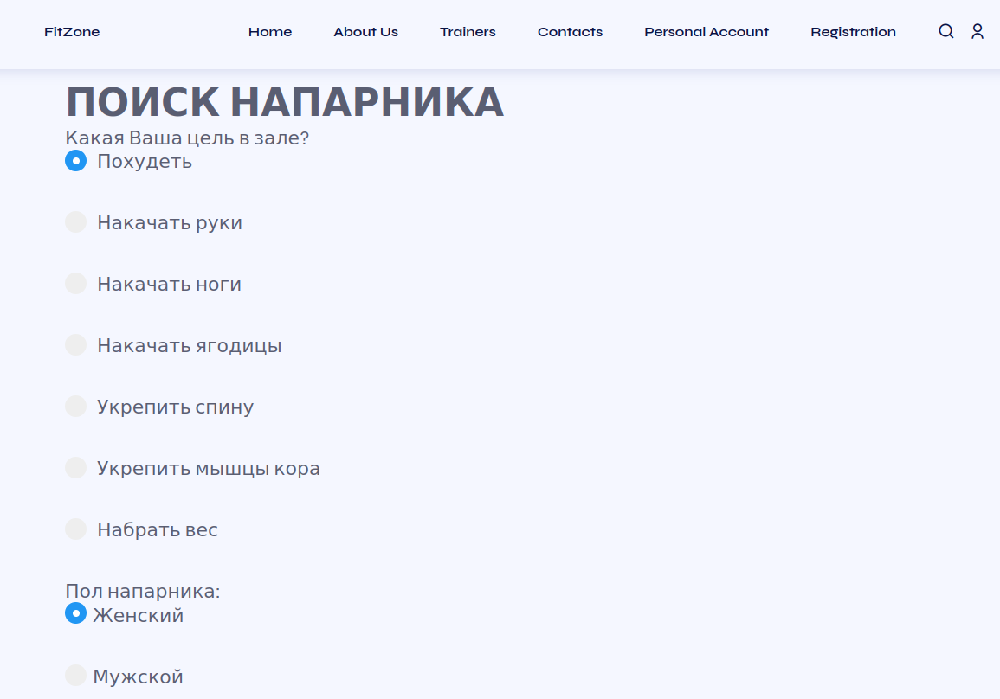 FitZone Home About Us Trainers Contacts Personal Account Registration
ПОИСК НАПАРНИКА
Какая Ваша цель в зале?
Похудеть
Накачать руки
Накачать ноги
Накачать ягодицы
Укрепить спину
Укрепить мышцы кора
Набрать вес
Пол напарника:
Женский
Мужской